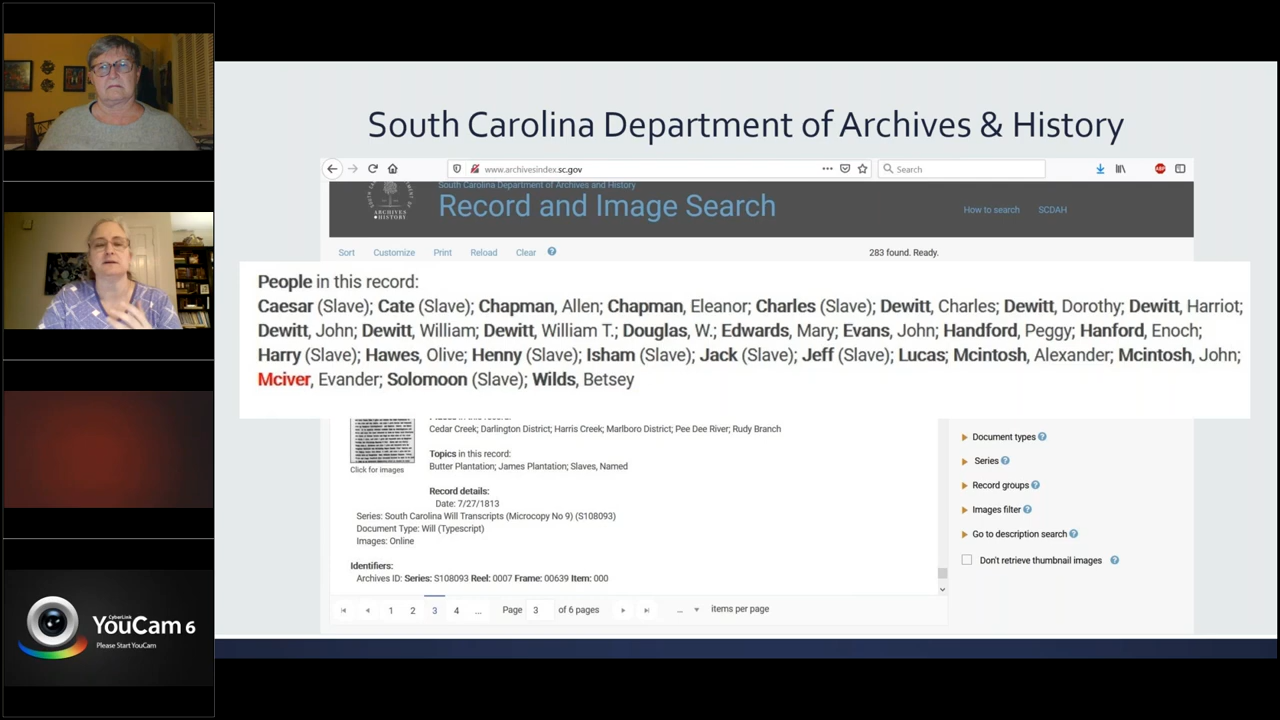 South Carolina Department of Archives & History
www.archivesindex.sc.gov
Search
South Carolina Department of Archives and History
ARCHIVES
HISTORY
Record and Image Search
How to search SCDAH
Sort Customize Print Reload Clear
283 found. Ready.
People in this record:
Caesar (Slave); Cate (Slave); Chapman, Allen; Chapman, Eleanor; Charles (Slave); Dewitt, Charles; Dewitt, Dorothy; Dewitt, Harriot;
Dewitt, John; Dewitt, William; Dewitt, William T.; Douglas, W.; Edwards, Mary; Evans, John; Handford, Peggy; Hanford, Enoch;
Harry (Slave); Hawes, Olive; Henny (Slave); Isham (Slave); Jack (Slave); Jeff (Slave); Lucas; Mcintosh, Alexander; Mcintosh, John;
Mciver, Evander; Solomoon (Slave); Wilds, Betsey
Cedar Creek; Darlington District; Harris Creek; Marlboro District; Pee Dee River; Rudy Branch
Click for images
Topics in this record:
Butter Plantation; James Plantation; Slaves, Named
Record details:
Date: 7/27/1813
Series: South Carolina Will Transcripts (Microcopy No 9) (S108093)
Document Type: Will (Typescript)
Images: Online
Identifiers:
Archives ID: Series: S108093 Reel: 0007 Frame: 00639 Item: 000
1 2 3 4 ... Page 3 of 6 pages ... items per page
Document types
Series
Record groups
Images filter
Go to description search
Don't retrieve thumbnail images
CyberLink
YouCam 6
Please Start YouCam